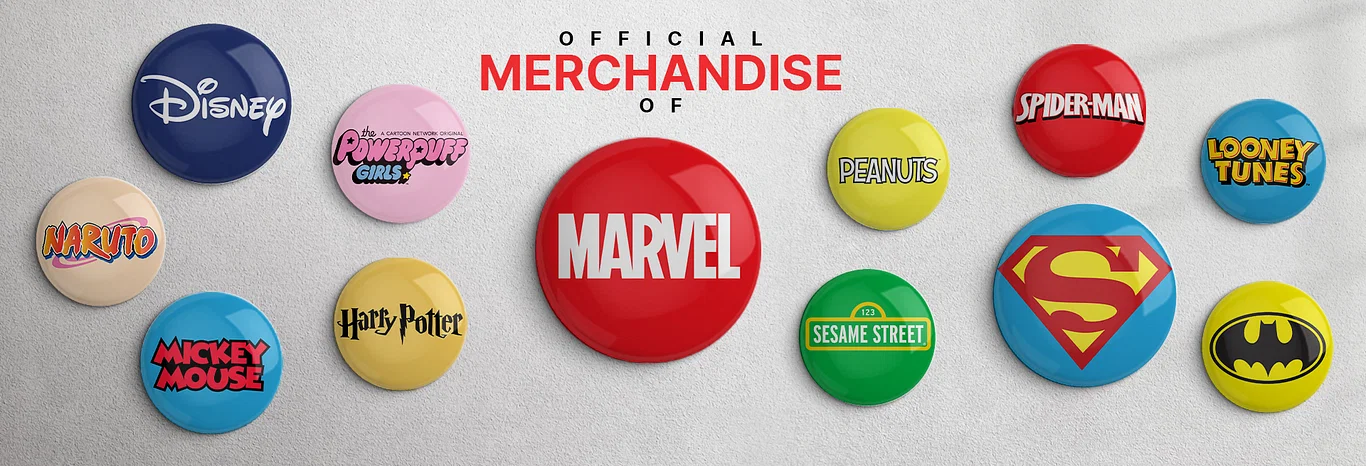 OFFICIAL
MERCHANDISE
OF
DISNEY
the
A CARTOON NETWORK ORIGINAL
POWERPUFF
GIRLS
NARUTO
MICKEY
MOUSE
Harry Potter
MARVEL
PEANUTS
123
SESAME STREET
SPIDER-MAN
LOONEY
TUNES
S